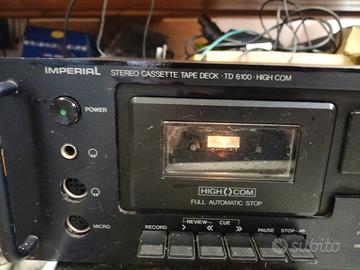 IMPERIAL STEREO CASSETTE TAPE DECK · TD 6100 · HIGH COM
POWER
HIGH COM
FULL AUTOMATIC STOP
MICRO
REVIEW CUE
RECORD > « » PAUSE STOP
subito